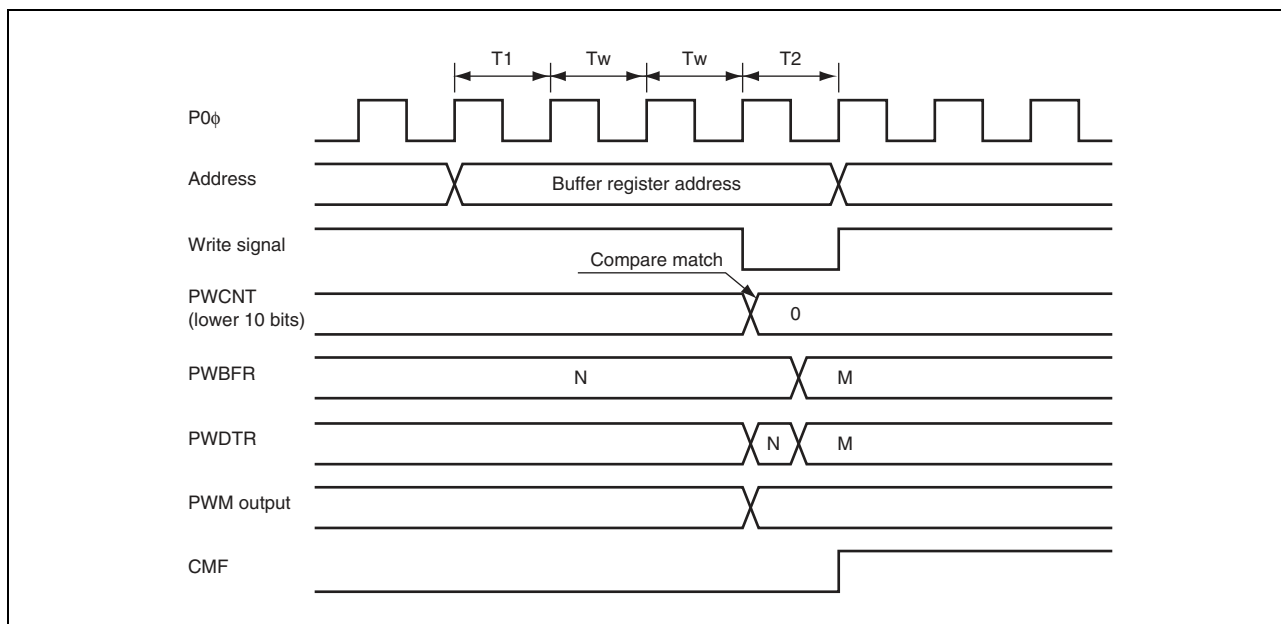 T1 Tw Tw T2
P0ϕ
Address Buffer register address
Write signal
Compare match
PWCNT
(lower 10 bits) 0
PWBFR N M
PWDTR N M
PWM output
CMF